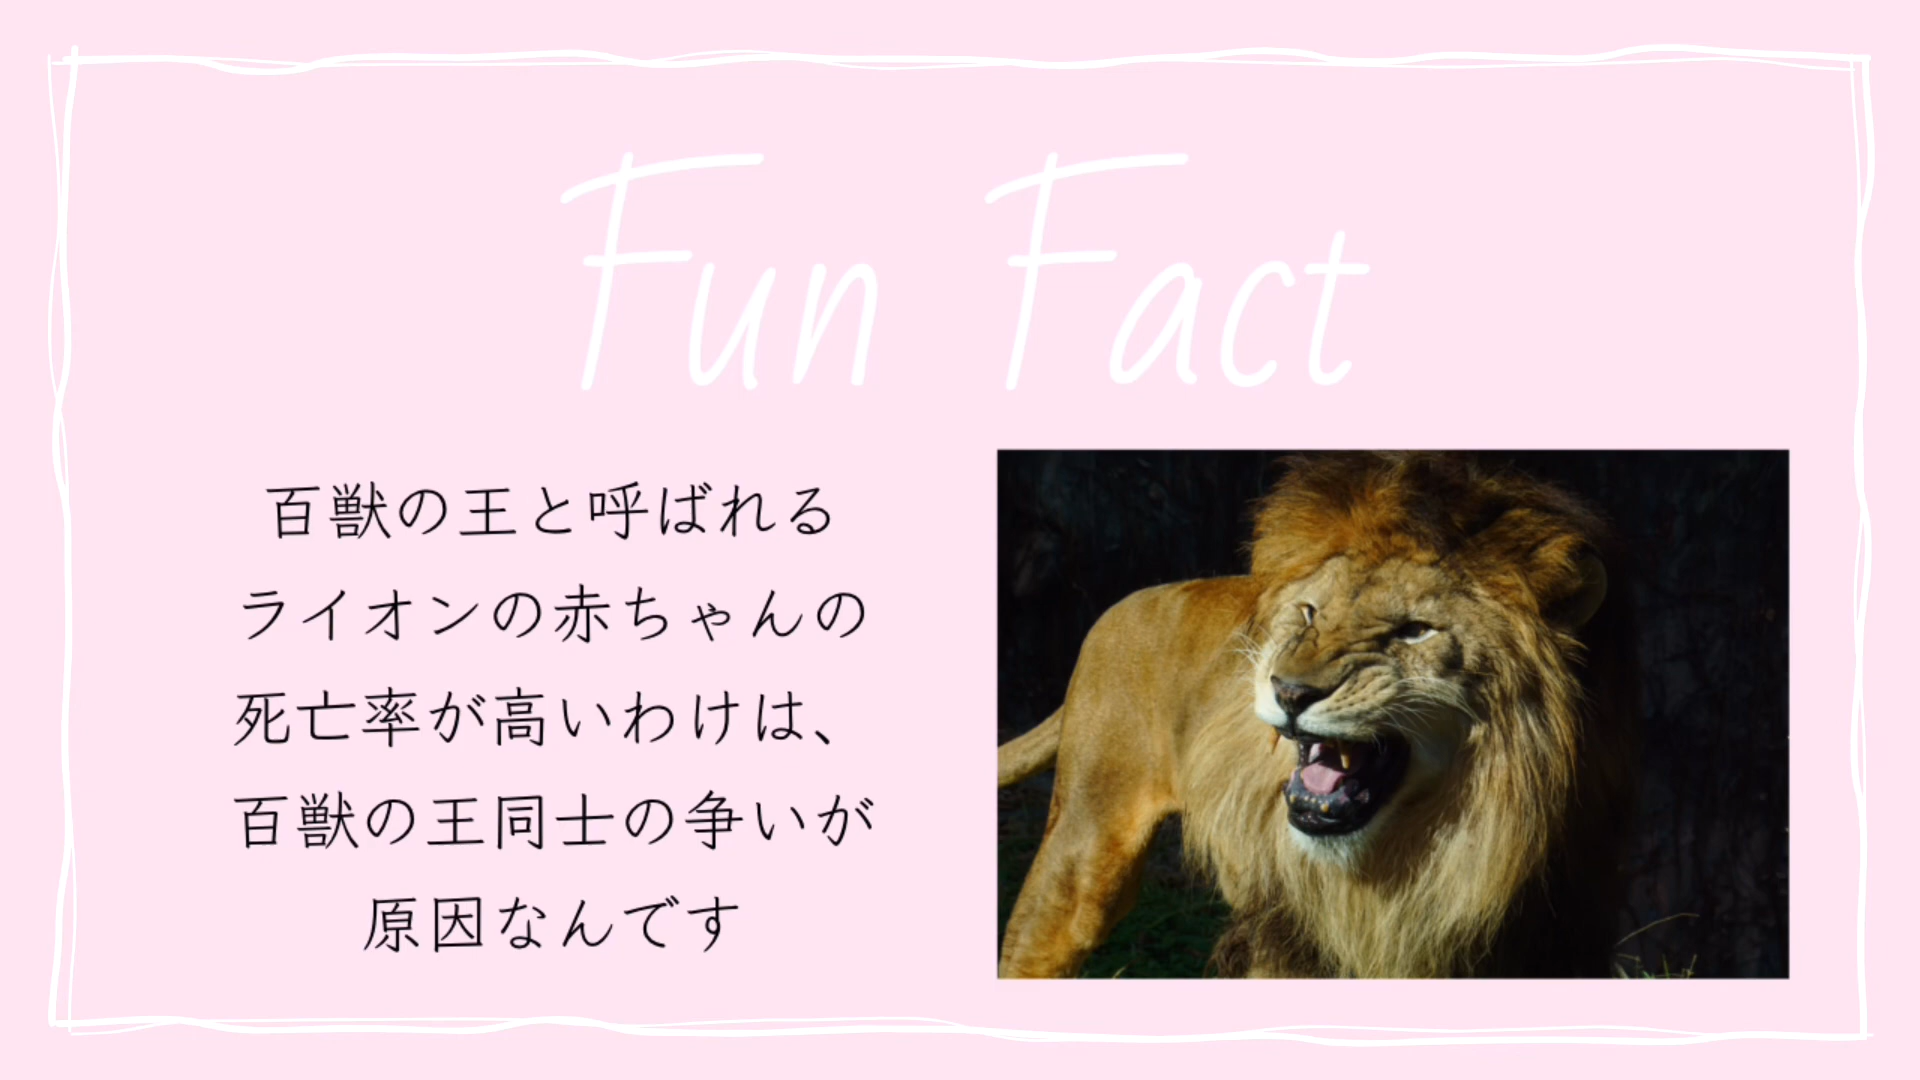 Fun Fact
百獣の王と呼ばれる
ライオンの赤ちゃんの
死亡率が高いわけは、
百獣の王同士の争いが
原因なんです